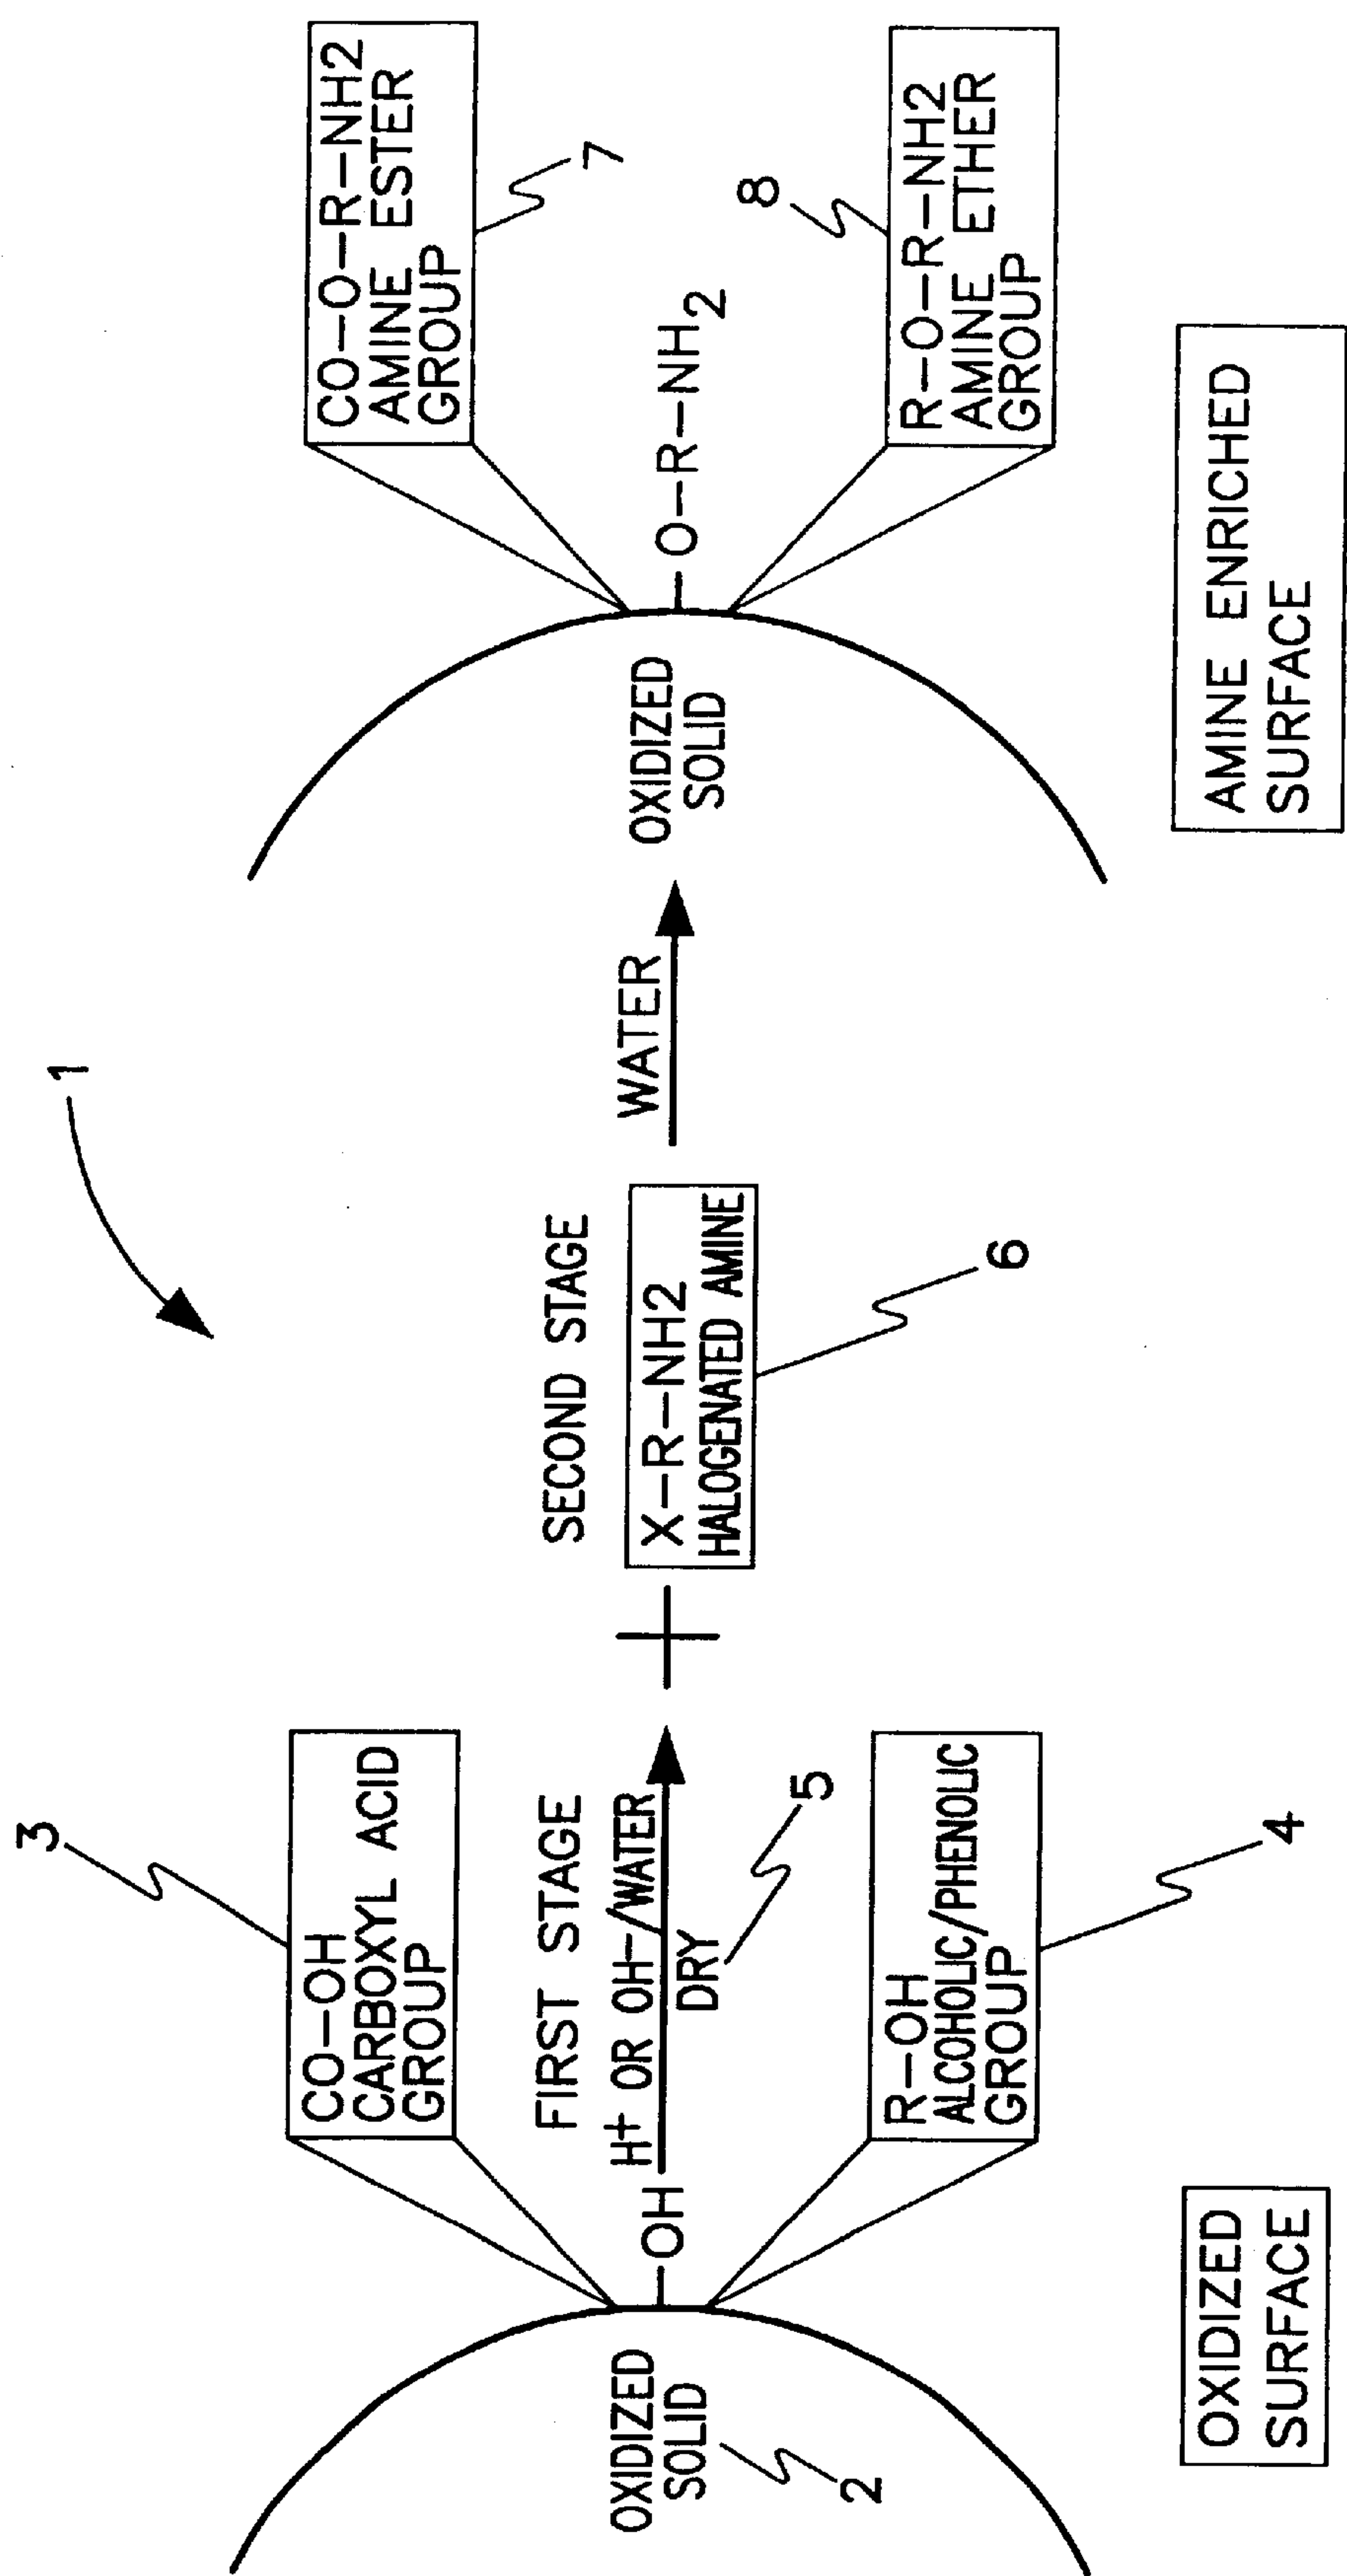 1
3
CO-OH
CARBOXYL ACID
GROUP
FIRST STAGE
H+ OR OH-/WATER
DRY
5
-OH
OXIDIZED
SOLID
2
R-OH
ALCOHOLIC/PHENOLIC
GROUP
4
OXIDIZED
SURFACE
+
SECOND STAGE
X-R-NH2
HALOGENATED AMINE
6
WATER
OXIDIZED
SOLID
CO-O-R-NH2
AMINE ESTER
GROUP
7
-O-R-NH2
8
R-O-R-NH2
AMINE ETHER
GROUP
AMINE ENRICHED
SURFACE